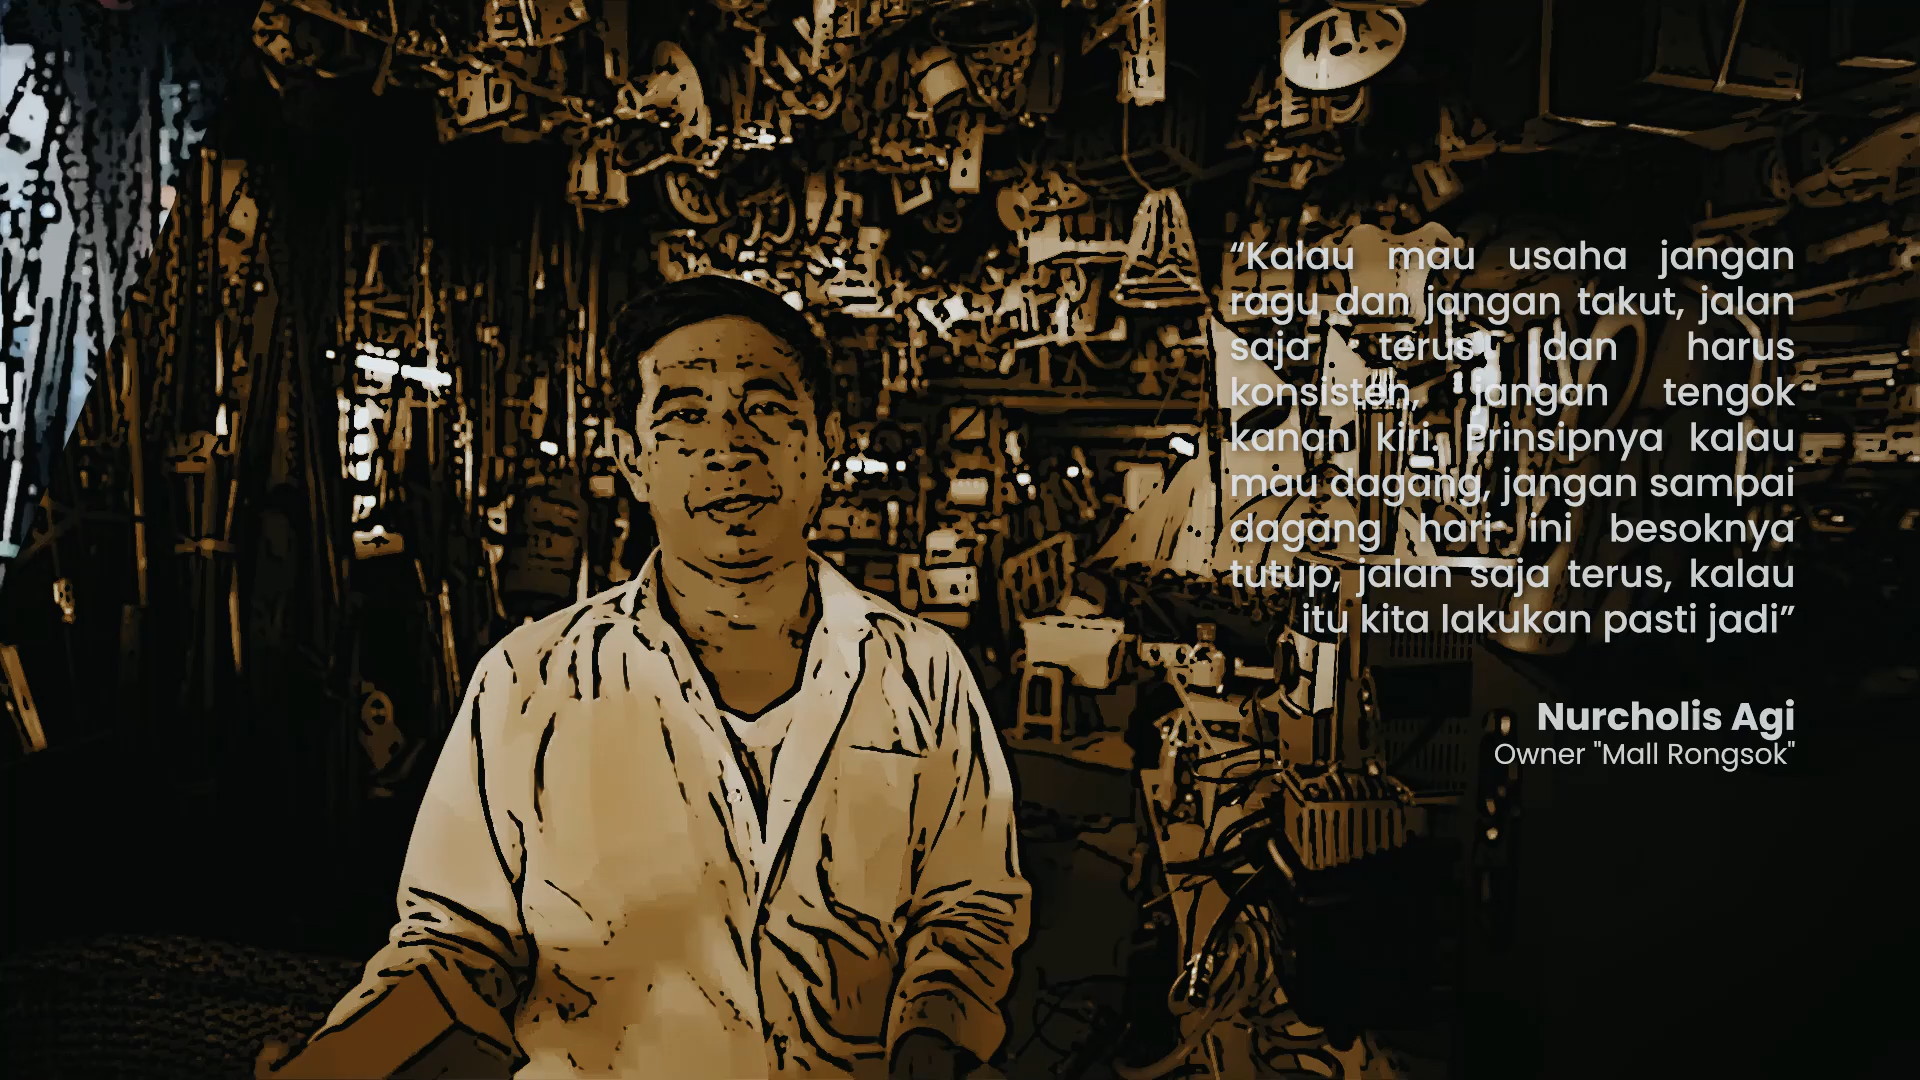 “Kalau mau usaha jangan
ragu dan jangan takut, jalan
saja terus dan harus
konsisten, jangan tengok
kanan kiri. Prinsipnya kalau
mau dagang, jangan sampai
dagang hari ini besoknya
tutup, jalan saja terus, kalau
itu kita lakukan pasti jadi”
Nurcholis Agi
Owner "Mall Rongsok"